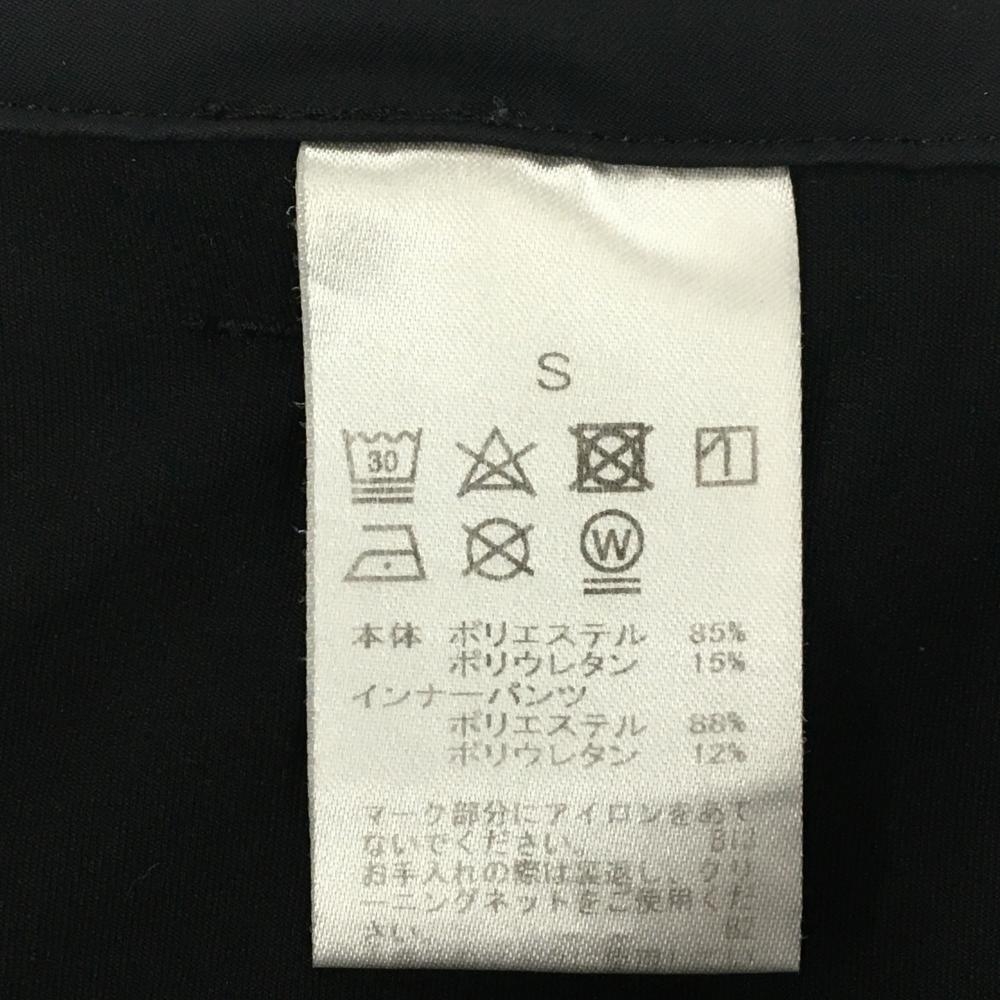 S
30
W
本体 ポリエステル 85%
ポリウレタン 15%
インナーパンツ
ポリエステル 88%
ポリウレタン 12%
マーク部分にアイロンをあて
ないでください。
お手入れの際は裏返し、クリ
ーニングネットをご使用くだ
さい。